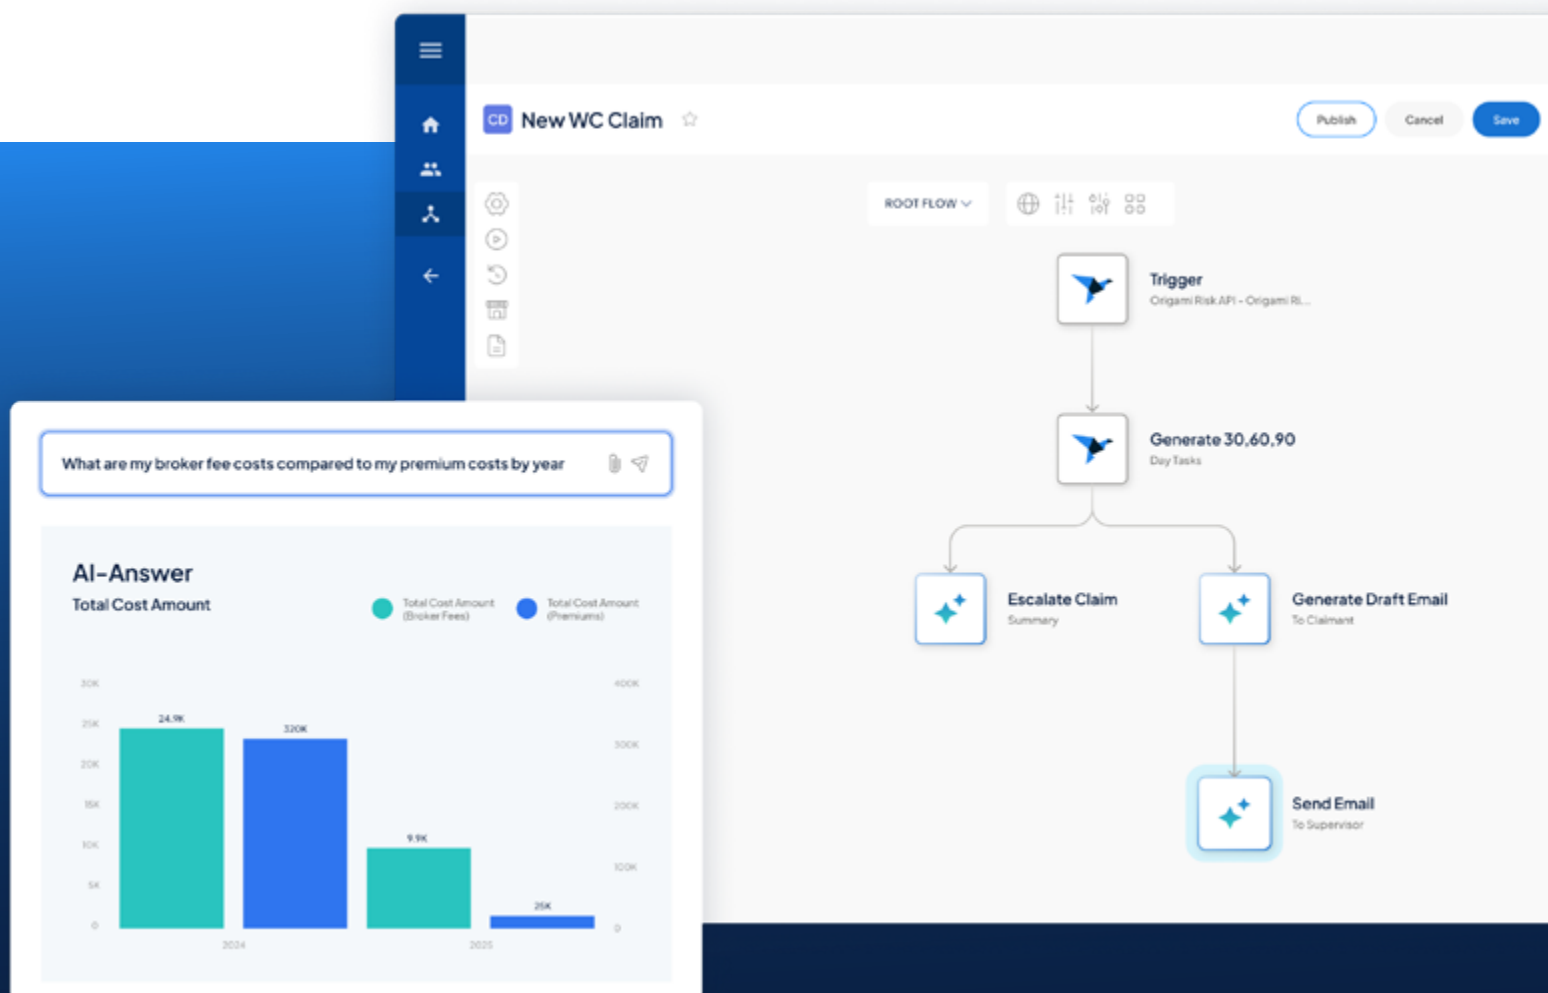 CD New WC Claim
Publish
Cancel
Save
ROOT FLOW
Trigger
Origami Risk API - Origami Ri...
Generate 30,60,90
Day Tasks
Escalate Claim
Summary
Generate Draft Email
To Claimant
Send Email
To Supervisor
What are my broker fee costs compared to my premium costs by year
AI-Answer
Total Cost Amount
Total Cost Amount
(Broker Fees)
Total Cost Amount
(Premiums)
30K
25K
20K
15K
10K
5K
0
24.9K
320K
9.9K
25K
400K
300K
200K
100K
0
2024
2025